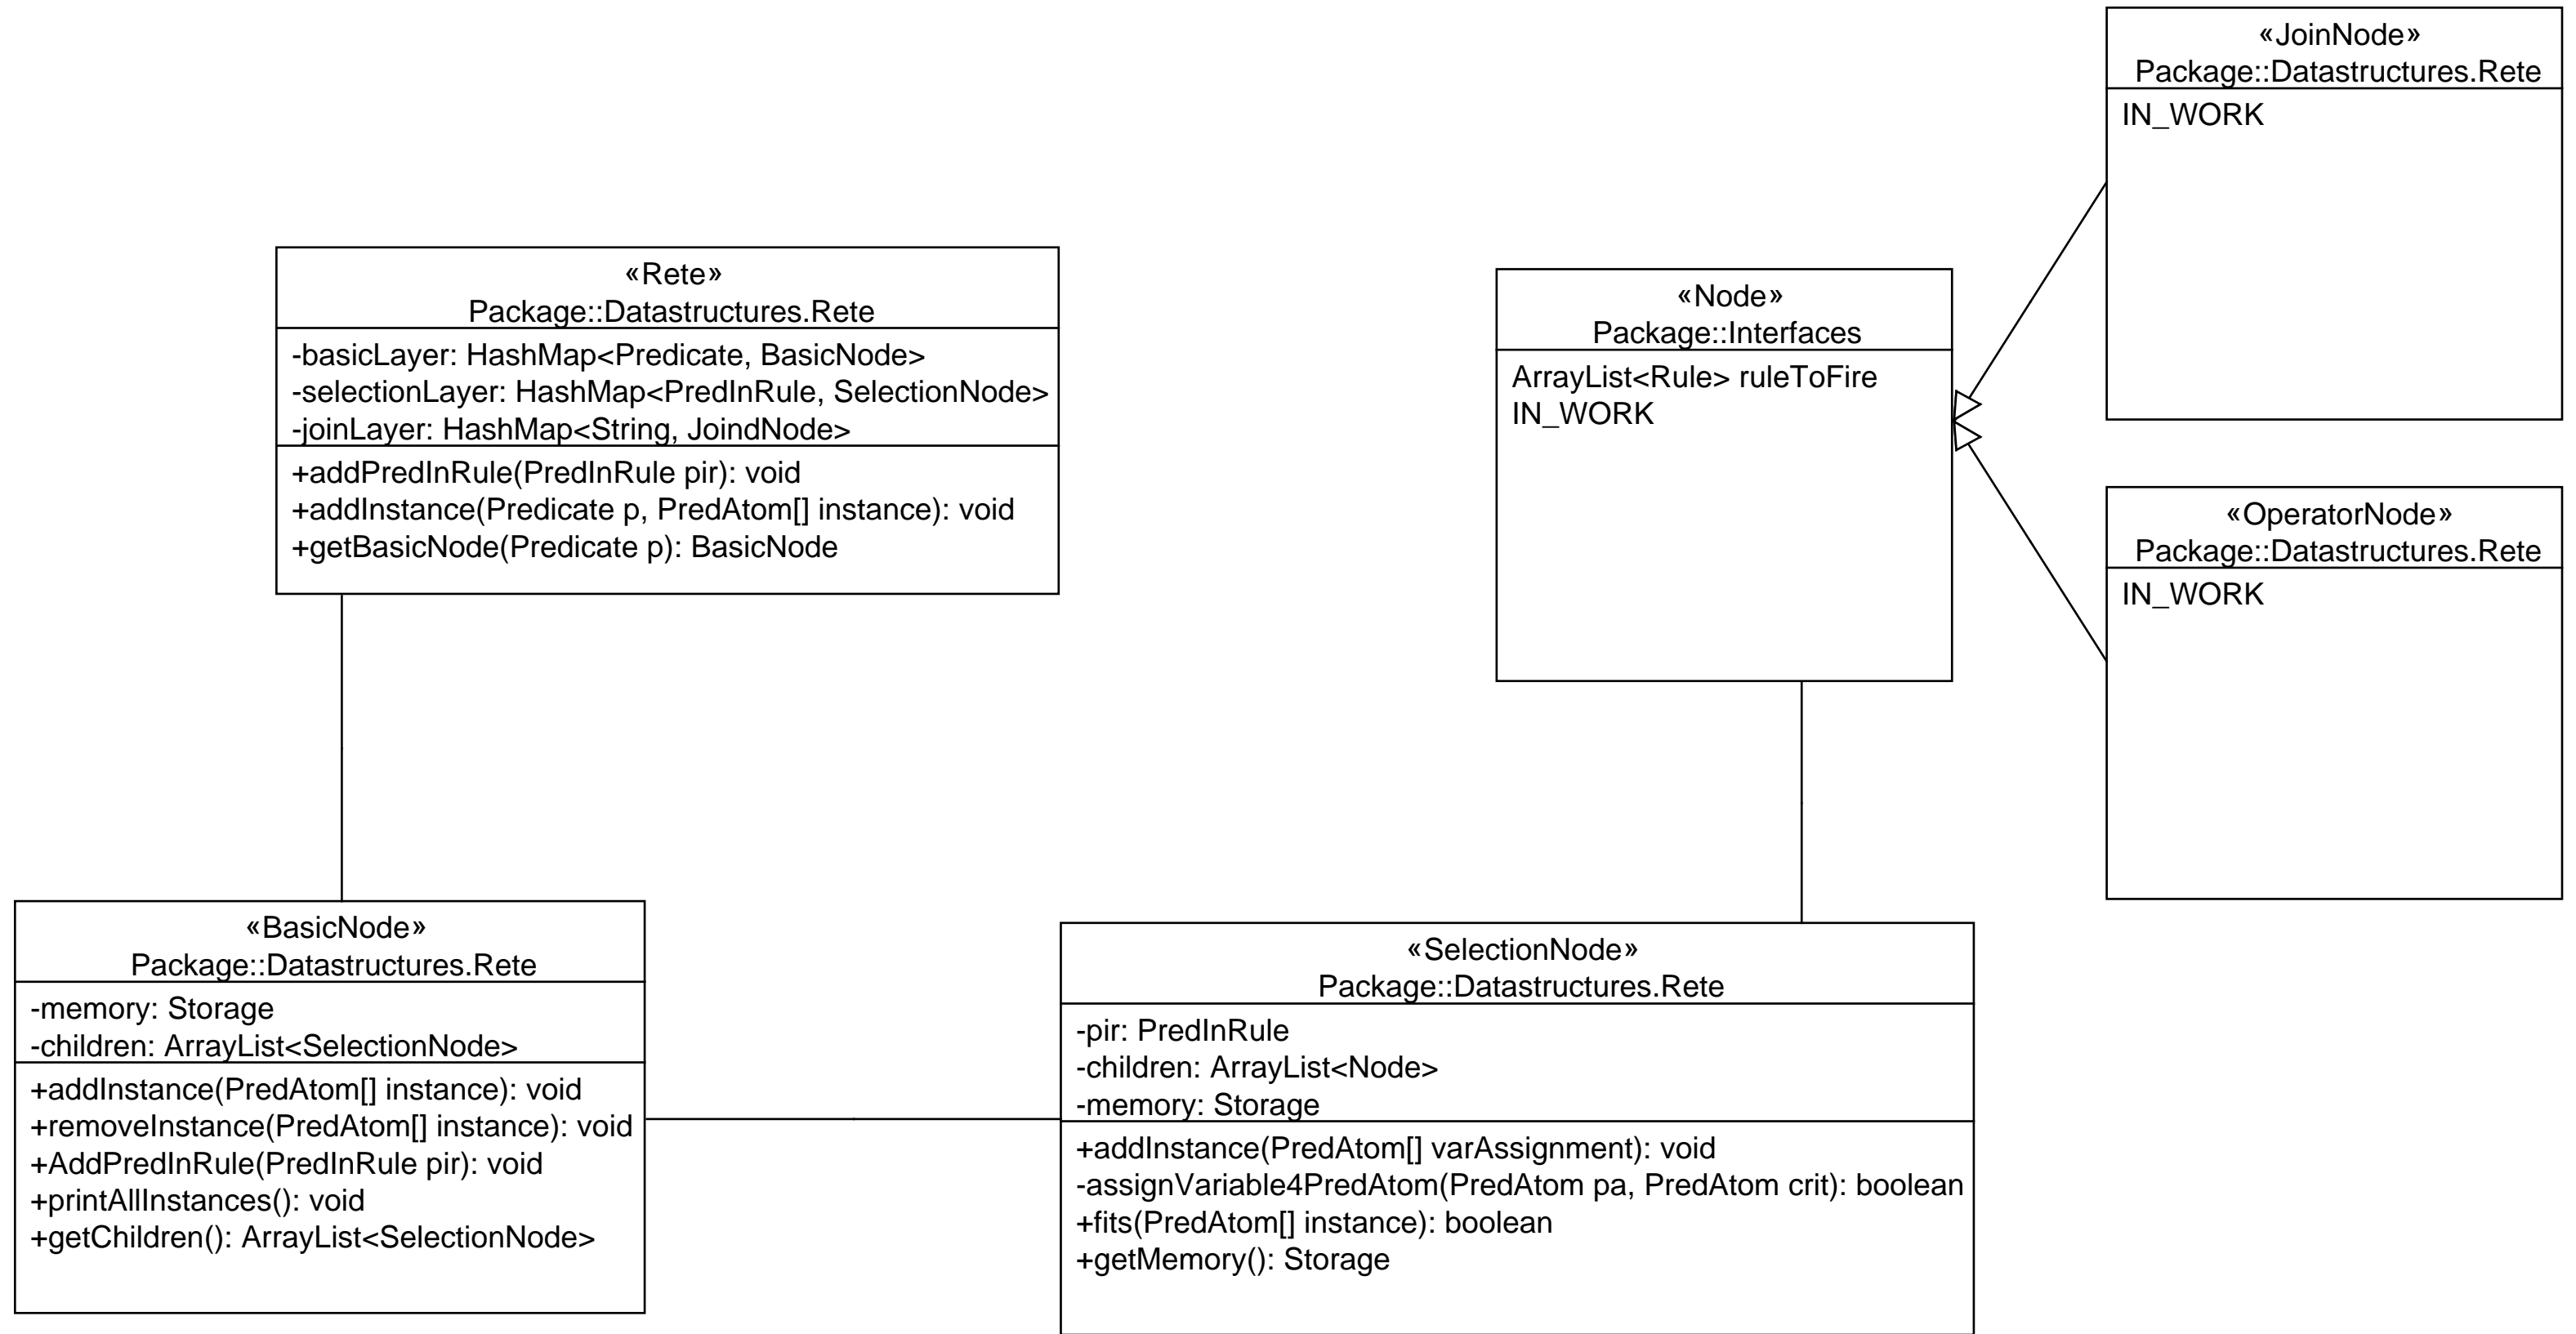 «JoinNode»
Package::Datastructures.Rete
IN_WORK
«Rete»
Package::Datastructures.Rete
-basicLayer: HashMap<Predicate, BasicNode>
-selectionLayer: HashMap<PredInRule, SelectionNode>
-joinLayer: HashMap<String, JoindNode>
+addPredInRule(PredInRule pir): void
+addInstance(Predicate p, PredAtom[] instance): void
+getBasicNode(Predicate p): BasicNode
«Node»
Package::Interfaces
ArrayList<Rule> ruleToFire
IN_WORK
«OperatorNode»
Package::Datastructures.Rete
IN_WORK
«BasicNode»
Package::Datastructures.Rete
-memory: Storage
-children: ArrayList<SelectionNode>
+addInstance(PredAtom[] instance): void
+removeInstance(PredAtom[] instance): void
+AddPredInRule(PredInRule pir): void
+printAllInstances(): void
+getChildren(): ArrayList<SelectionNode>
«SelectionNode»
Package::Datastructures.Rete
-pir: PredInRule
-children: ArrayList<Node>
-memory: Storage
+addInstance(PredAtom[] varAssignment): void
-assignVariable4PredAtom(PredAtom pa, PredAtom crit): boolean
+fits(PredAtom[] instance): boolean
+getMemory(): Storage